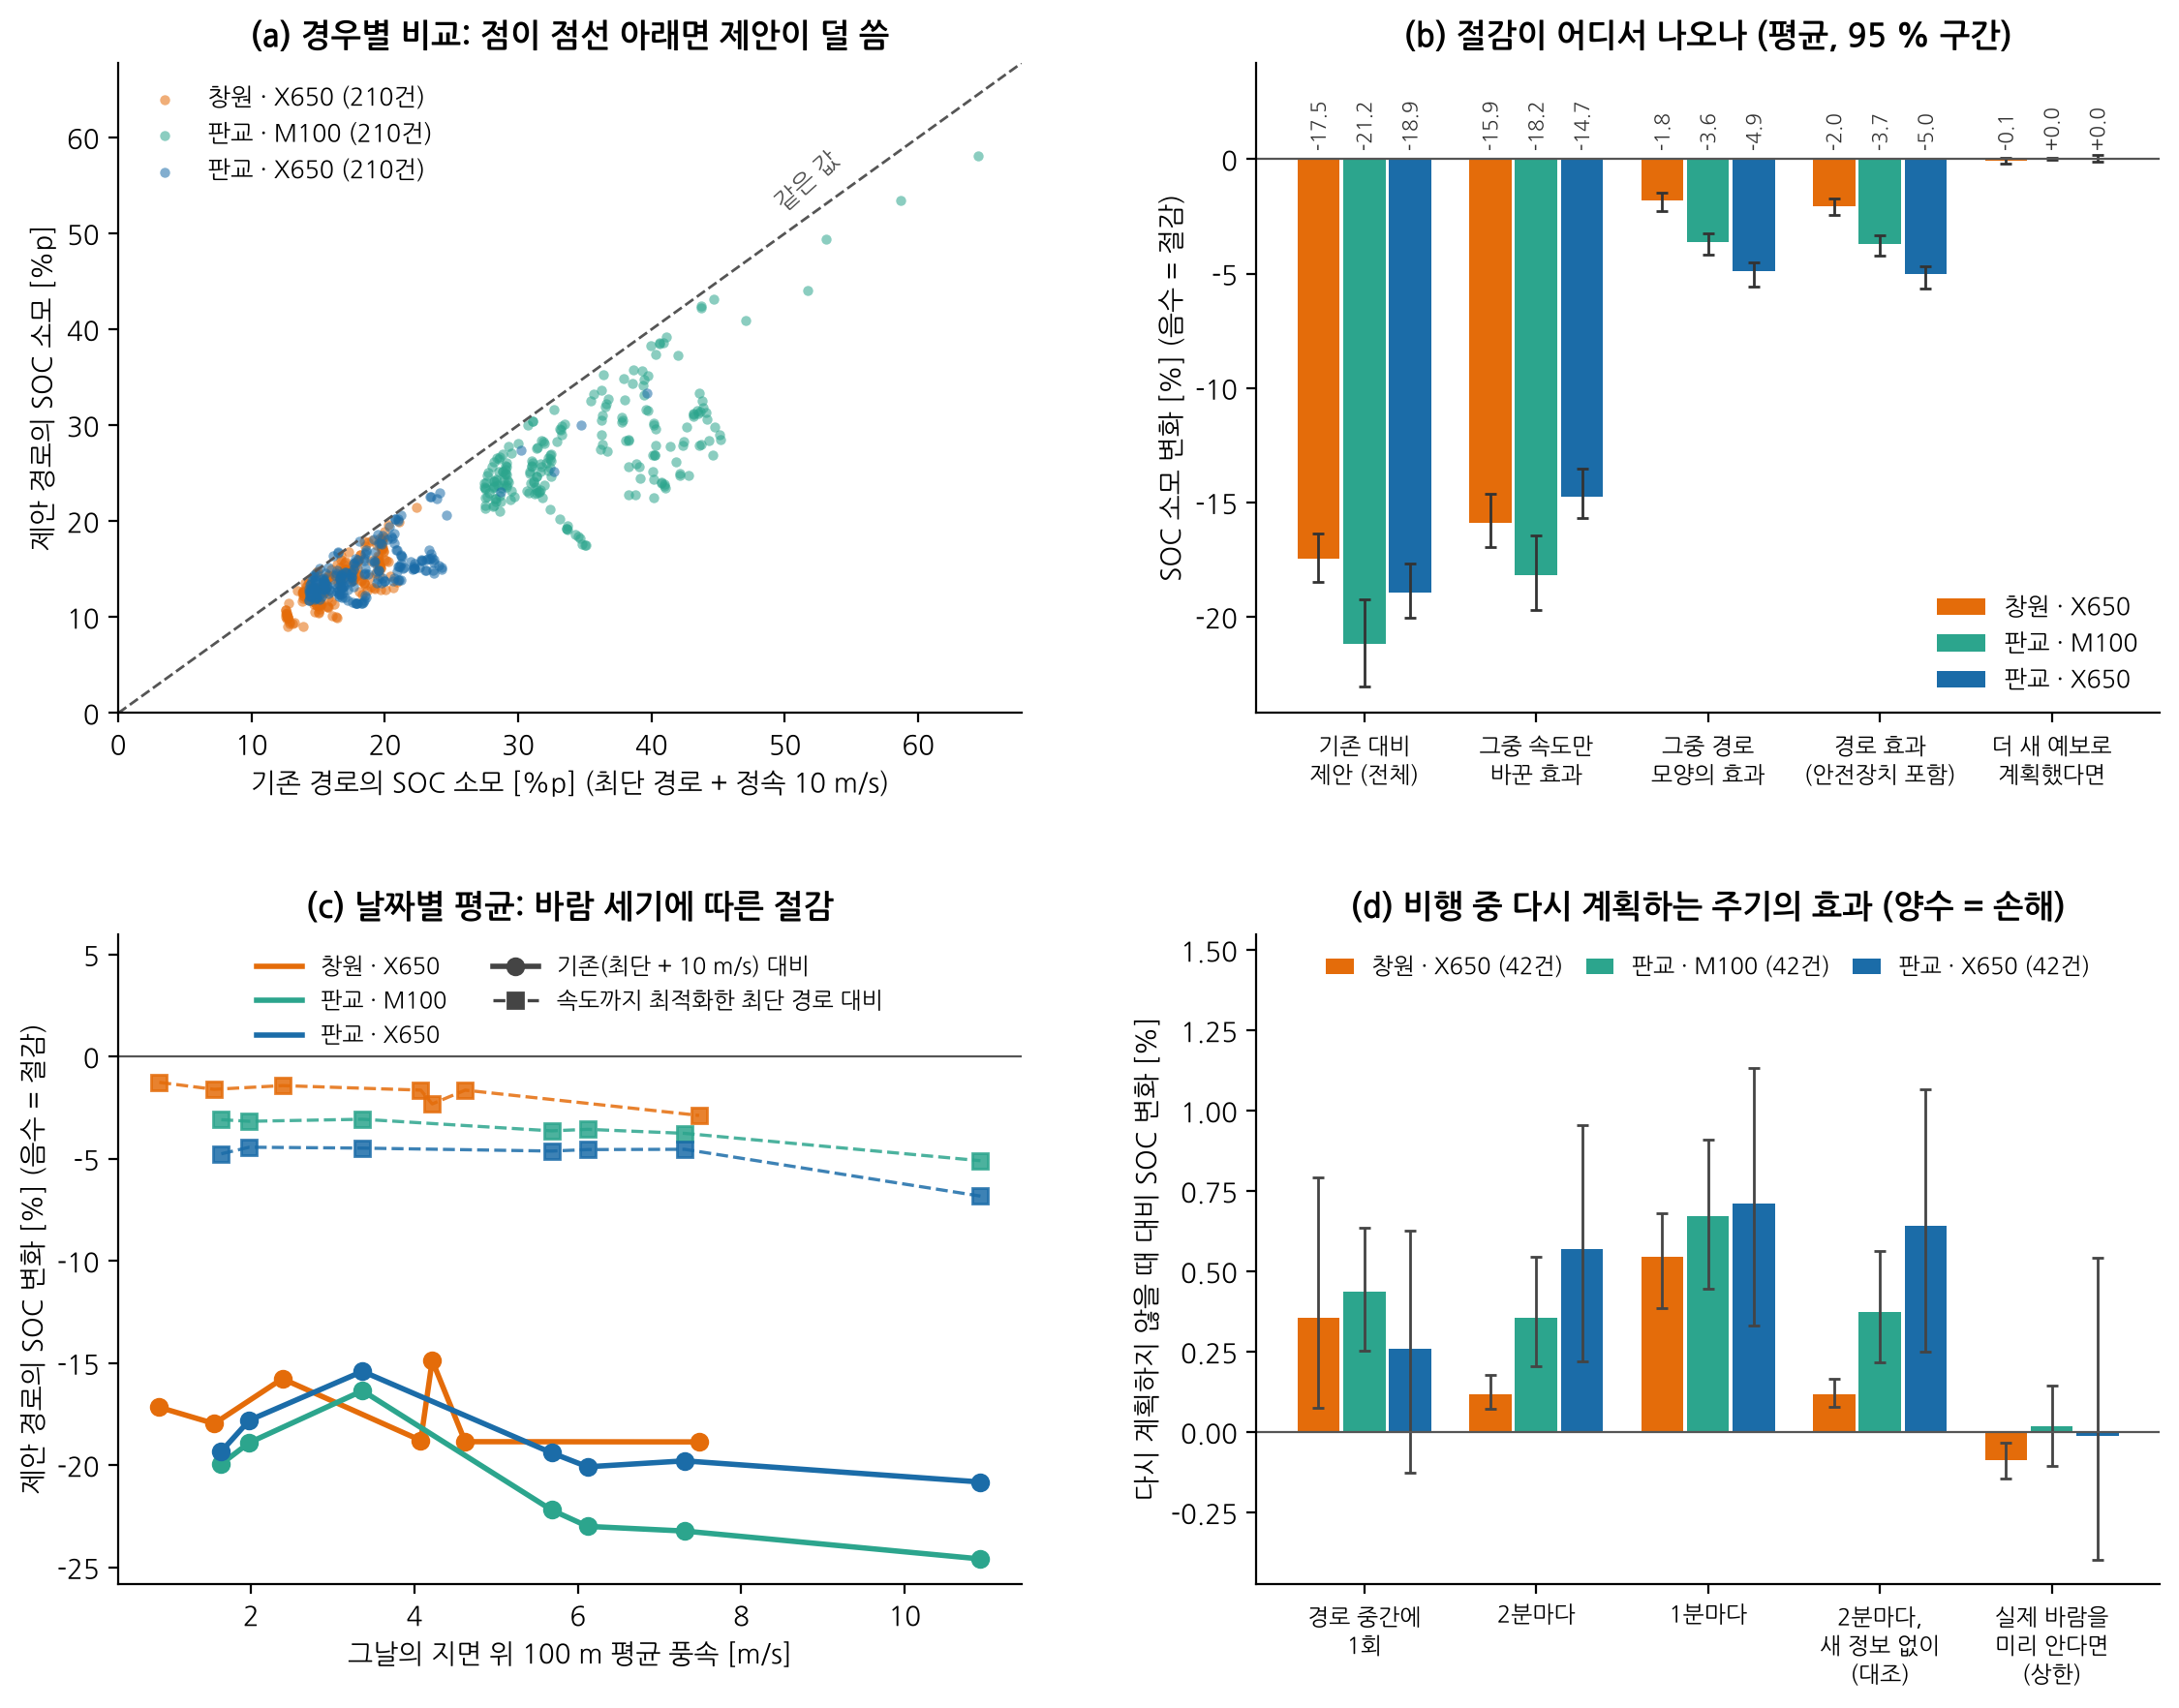 (a) 경우별 비교: 점이 점선 아래면 제안이 덜 씀
창원 · X650 (210건)
판교 · M100 (210건)
판교 · X650 (210건)
같은 값
제안 경로의 SOC 소모 [%p]
60
50
40
30
20
10
0
0 10 20 30 40 50 60
기존 경로의 SOC 소모 [%p] (최단 경로 + 정속 10 m/s)
(b) 절감이 어디서 나오나 (평균, 95 % 구간)
-17.5 -21.2 -18.9 -15.9 -18.2 -14.7 -1.8 -3.6 -4.9 -2.0 -3.7 -5.0 -0.1 +0.0 +0.0
SOC 소모 변화 [%] (음수 = 절감)
0
-5
-10
-15
-20
창원 · X650
판교 · M100
판교 · X650
기존 대비
제안 (전체)
그중 속도만
바꾼 효과
그중 경로
모양의 효과
경로 효과
(안전장치 포함)
더 새 예보로
계획했다면
(c) 날짜별 평균: 바람 세기에 따른 절감
창원 · X650
판교 · M100
판교 · X650
기존(최단 + 10 m/s) 대비
속도까지 최적화한 최단 경로 대비
제안 경로의 SOC 변화 [%] (음수 = 절감)
5
0
-5
-10
-15
-20
-25
2 4 6 8 10
그날의 지면 위 100 m 평균 풍속 [m/s]
(d) 비행 중 다시 계획하는 주기의 효과 (양수 = 손해)
창원 · X650 (42건) 판교 · M100 (42건) 판교 · X650 (42건)
다시 계획하지 않을 때 대비 SOC 변화 [%]
1.50
1.25
1.00
0.75
0.50
0.25
0.00
-0.25
경로 중간에
1회
2분마다
1분마다
2분마다,
새 정보 없이
(대조)
실제 바람을
미리 안다면
(상한)